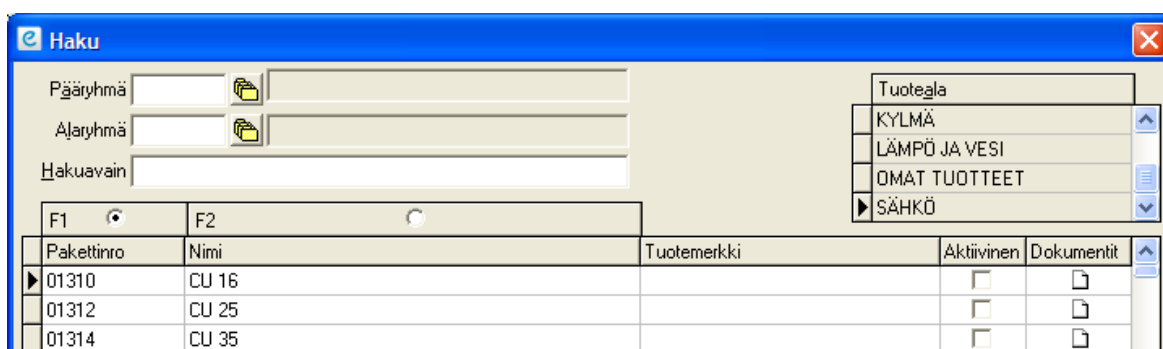 Haku
Pääryhmä
Alaryhmä
Hakuavain
Tuoteala
KYLMÄ
LÄMPÖ JA VESI
OMAT TUOTTEET
SÄHKÖ
F1 F2
Pakettinro Nimi Tuotemerkki Aktiivinen Dokumentit
01310 CU 16
01312 CU 25
01314 CU 35